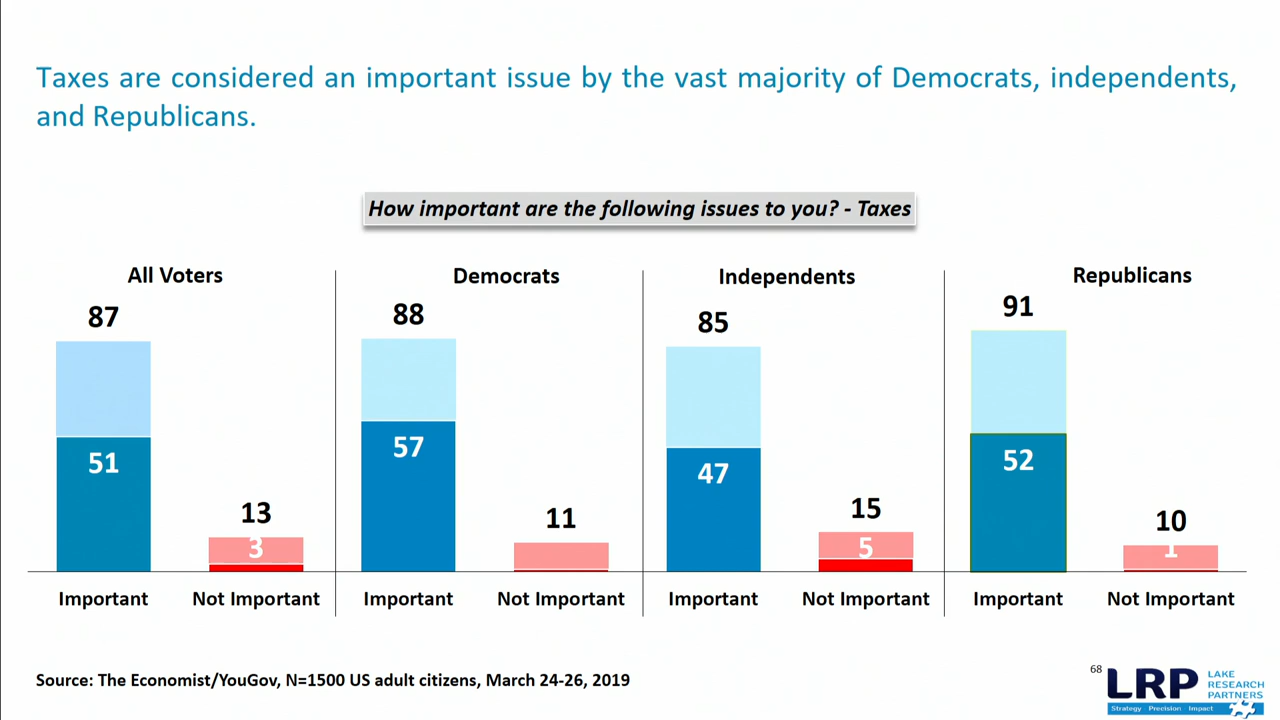 Taxes are considered an important issue by the vast majority of Democrats, independents,
and Republicans.
How important are the following issues to you? - Taxes
All Voters
Democrats
Independents
Republicans
87
88
85
91
51
57
47
52
13
11
15
10
3
5
1
Important
Not Important
Important
Not Important
Important
Not Important
Important
Not Important
Source: The Economist/YouGov, N=1500 US adult citizens, March 24-26, 2019
68
LRP
LAKE
RESEARCH
PARTNERS
Strategy Precision Impact